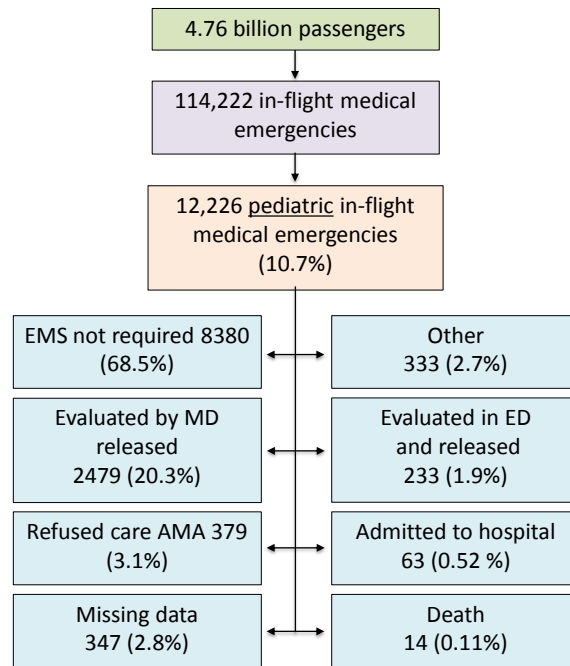 4.76 billion passengers
114,222 in-flight medical
emergencies
12,226 pediatric in-flight
medical emergencies
(10.7%)
EMS not required 8380
(68.5%)
Other
333 (2.7%)
Evaluated by MD
released
2479 (20.3%)
Evaluated in ED
and released
233 (1.9%)
Refused care AMA 379
(3.1%)
Admitted to hospital
63 (0.52 %)
Missing data
347 (2.8%)
Death
14 (0.11%)